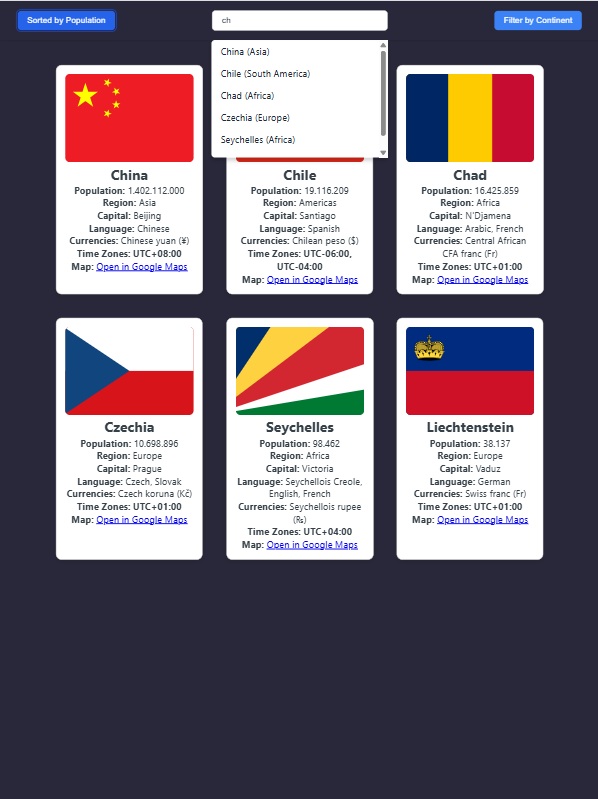 Sorted by Population
ch
Filter by Continent
China (Asia)
Chile (South America)
Chad (Africa)
Czechia (Europe)
Seychelles (Africa)
China
Population: 1.402.112.000
Region: Asia
Capital: Beijing
Language: Chinese
Currencies: Chinese yuan (¥)
Time Zones: UTC+08:00
Map: Open in Google Maps
Chile
Population: 19.116.209
Region: Americas
Capital: Santiago
Language: Spanish
Currencies: Chilean peso ($)
Time Zones: UTC-06:00,
UTC-04:00
Map: Open in Google Maps
Chad
Population: 16.425.859
Region: Africa
Capital: N'Djamena
Language: Arabic, French
Currencies: Central African
CFA franc (Fr)
Time Zones: UTC+01:00
Map: Open in Google Maps
Czechia
Population: 10.698.896
Region: Europe
Capital: Prague
Language: Czech, Slovak
Currencies: Czech koruna (Kč)
Time Zones: UTC+01:00
Map: Open in Google Maps
Seychelles
Population: 98.462
Region: Africa
Capital: Victoria
Language: Seychellois Creole,
English, French
Currencies: Seychellois rupee
(₨)
Time Zones: UTC+04:00
Map: Open in Google Maps
Liechtenstein
Population: 38.137
Region: Europe
Capital: Vaduz
Language: German
Currencies: Swiss franc (Fr)
Time Zones: UTC+01:00
Map: Open in Google Maps